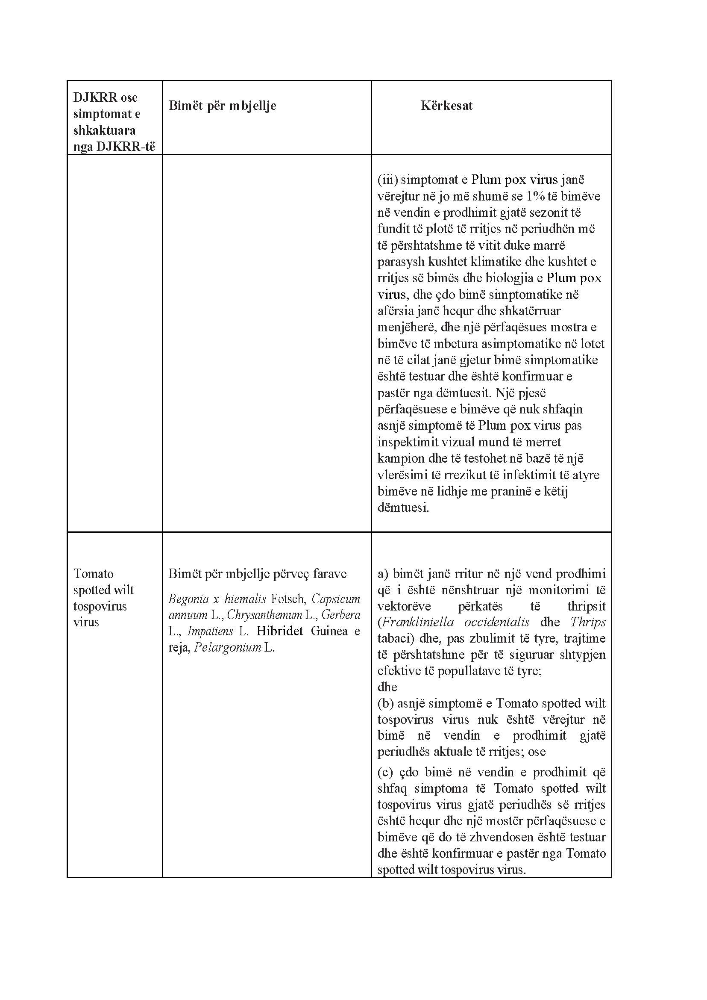 DJKRR ose
simptomat e
shkaktuara
nga DJKRR-të
Bimët për mbjellje
Kërkesat
(iii) simptomat e Plum pox virus janë
vërejtur në jo më shumë se 1% të bimëve
në vendin e prodhimit gjatë sezonit të
fundit të plotë të rritjes në periudhën më
të përshtatshme të vitit duke marrë
parasysh kushtet klimatike dhe kushtet e
rritjes së bimës dhe biologjia e Plum pox
virus, dhe çdo bimë simptomatike në
afërsia janë hequr dhe shkatërruar
menjëherë, dhe një përfaqësues mostra e
bimëve të mbetura asimptomatike në lotet
në të cilat janë gjetur bimë simptomatike
është testuar dhe është konfirmuar e
pastër nga dëmtuesit. Një pjesë
përfaqësuese e bimëve që nuk shfaqin
asnjë simptomë të Plum pox virus pas
inspektimit vizual mund të merret
kampion dhe të testohet në bazë të një
vlerësimi të rrezikut të infektimit të atyre
bimëve në lidhje me praninë e këtij
dëmtuesi.
Tomato
spotted wilt
tospovirus
virus
Bimët për mbjellje përveç farave
Begonia x hiemalis Fotsch, Capsicum
annuum L., Chrysanthemum L., Gerbera
L., Impatiens L. Hibridet Guinea e
reja, Pelargonium L.
a) bimët janë rritur në një vend prodhimi
që i është nënshtruar një monitorimi të
vektorëve përkatës të thripsit
(Frankliniella occidentalis dhe Thrips
tabaci) dhe, pas zbulimit të tyre, trajtime
të përshtatshme për të siguruar shtypjen
efektive të popullatave të tyre;
dhe
(b) asnjë simptomë e Tomato spotted wilt
tospovirus virus nuk është vërejtur në
bimë në vendin e prodhimit gjatë
periudhës aktuale të rritjes; ose
(c) çdo bimë në vendin e prodhimit që
shfaq simptoma të Tomato spotted wilt
tospovirus virus gjatë periudhës së rritjes
është hequr dhe një mostër përfaqësuese e
bimëve që do të zhvendosen është testuar
dhe është konfirmuar e pastër nga Tomato
spotted wilt tospovirus virus.